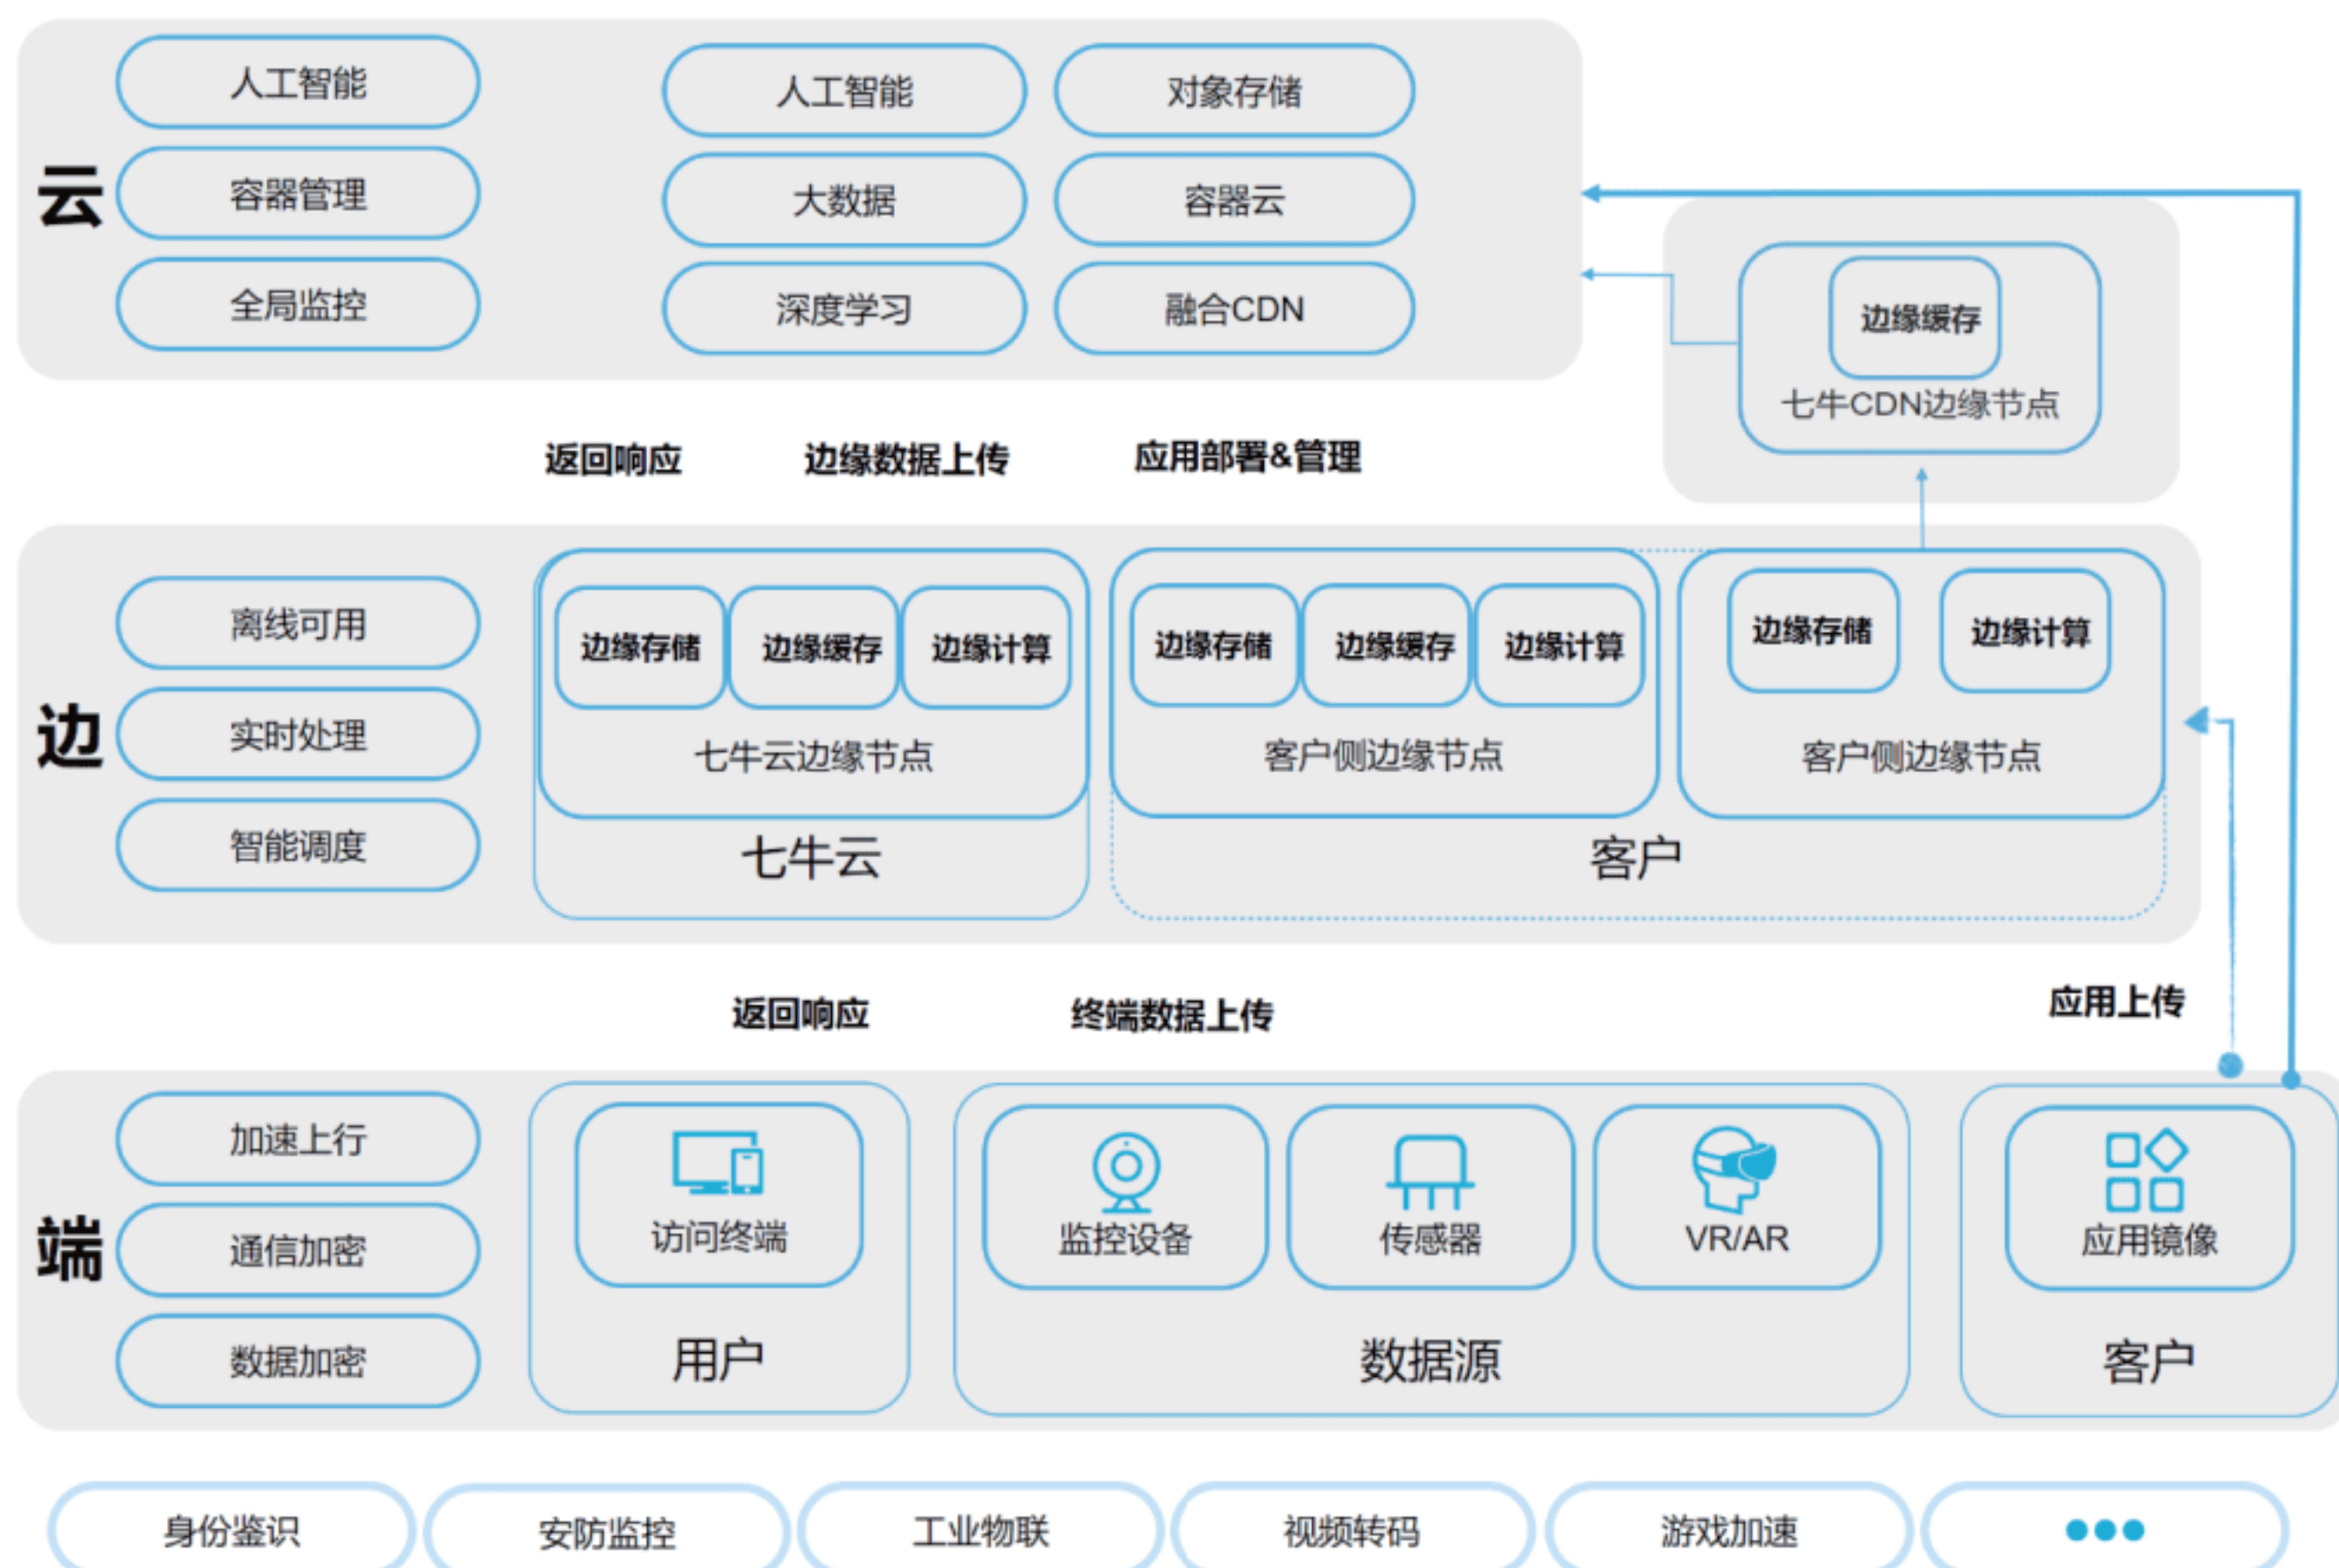 云
人工智能
容器管理
全局监控
人工智能
对象存储
大数据
容器云
深度学习
融合CDN
边缘缓存
七牛CDN边缘节点
返回响应
边缘数据上传
应用部署&管理
边
离线可用
实时处理
智能调度
边缘存储
边缘缓存
边缘计算
七牛云边缘节点
七牛云
边缘存储
边缘缓存
边缘计算
客户侧边缘节点
边缘存储
边缘计算
客户侧边缘节点
客户
返回响应
终端数据上传
应用上传
端
加速上行
通信加密
数据加密
访问终端
用户
监控设备
传感器
VR/AR
数据源
应用镜像
客户
身份鉴识
安防监控
工业物联
视频转码
游戏加速